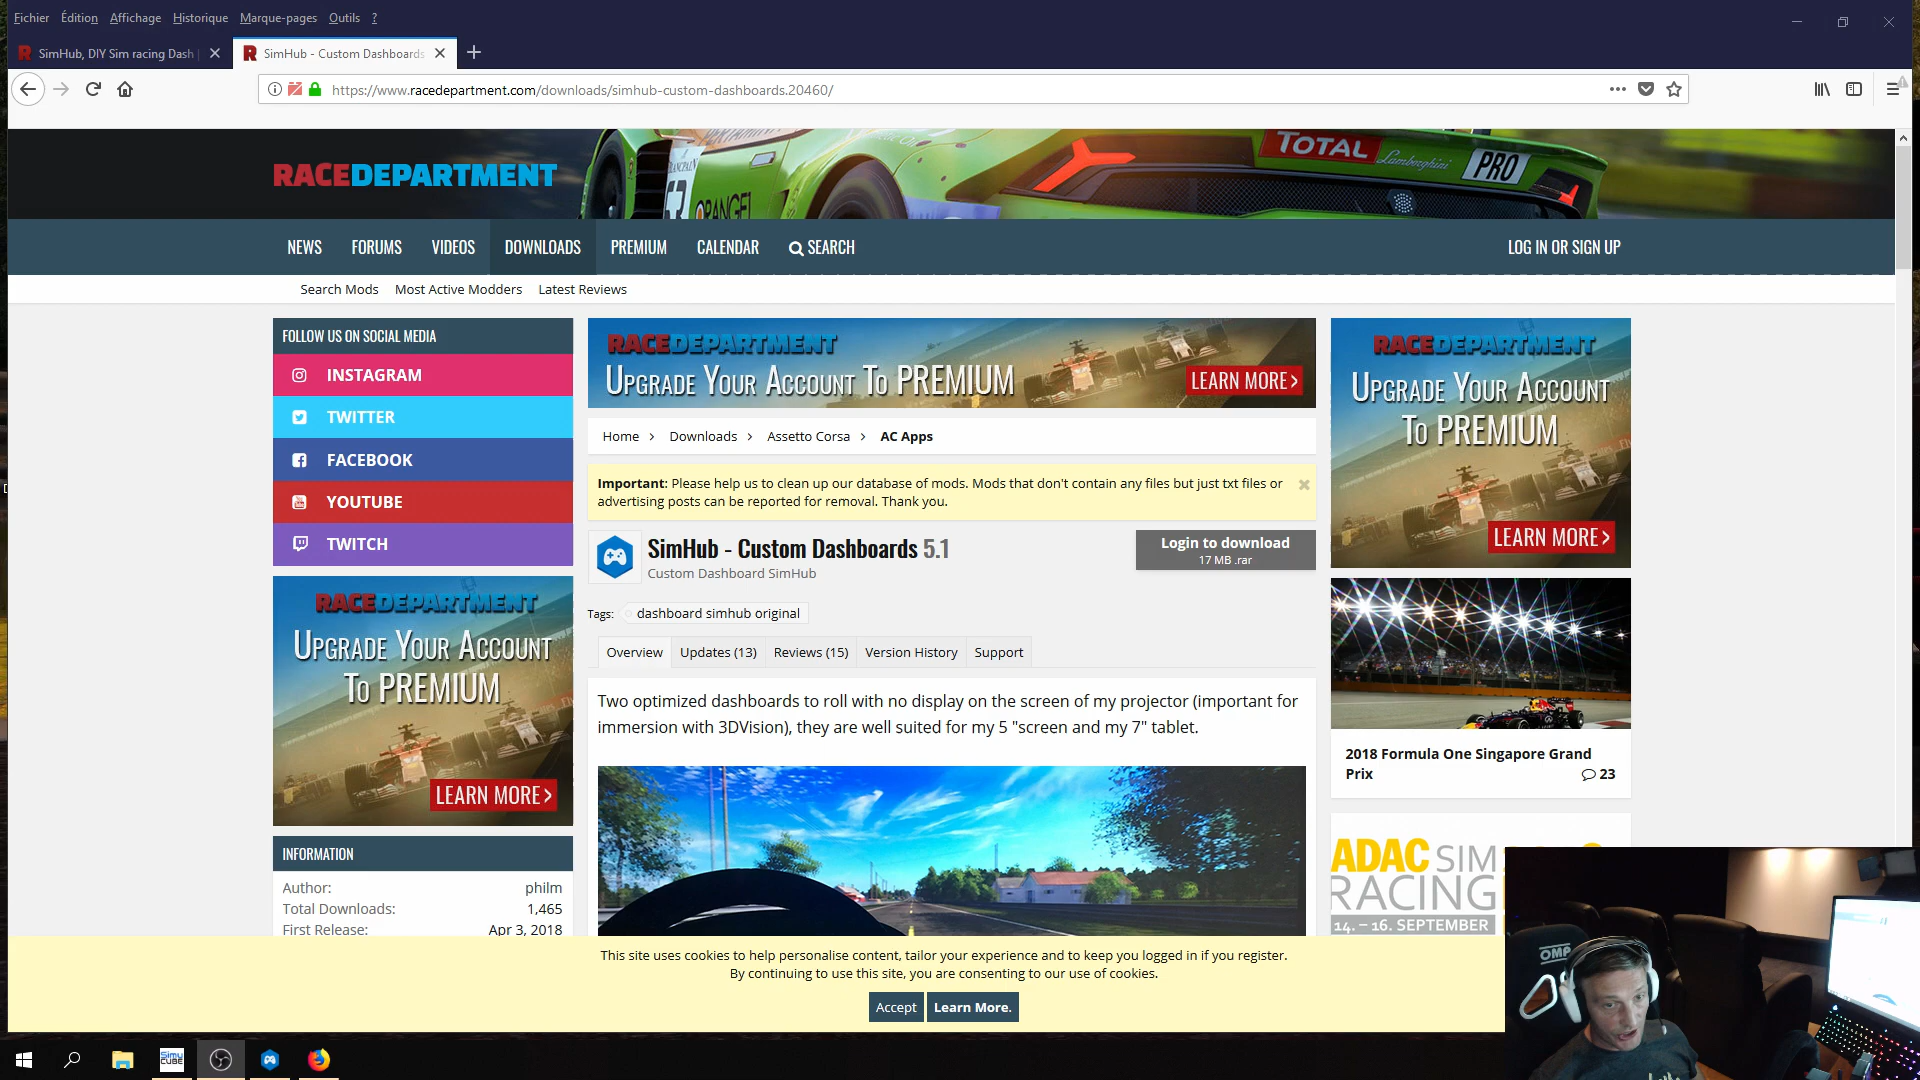 Fichier Édition Affichage Historique Marque-pages Outils ?
SimHub, DIY Sim racing Dash |
SimHub - Custom Dashboards
https://www.racedepartment.com/downloads/simhub-custom-dashboards.20460/
RACEDEPARTMENT
TOTAL
Lamborghini
PRO
NEWS FORUMS VIDEOS DOWNLOADS PREMIUM CALENDAR SEARCH LOG IN OR SIGN UP
Search Mods Most Active Modders Latest Reviews
FOLLOW US ON SOCIAL MEDIA
INSTAGRAM
TWITTER
FACEBOOK
YOUTUBE
TWITCH
RACEDEPARTMENT
UPGRADE YOUR ACCOUNT
TO PREMIUM
LEARN MORE >
INFORMATION
Author: philm
Total Downloads: 1,465
First Release: Apr 3, 2018
RACEDEPARTMENT
UPGRADE YOUR ACCOUNT TO PREMIUM
LEARN MORE >
Home > Downloads > Assetto Corsa > AC Apps
Important: Please help us to clean up our database of mods. Mods that don't contain any files but just txt files or
advertising posts can be reported for removal. Thank you.
SimHub - Custom Dashboards 5.1
Custom Dashboard SimHub
Login to download
17 MB .rar
Tags: dashboard simhub original
Overview Updates (13) Reviews (15) Version History Support
Two optimized dashboards to roll with no display on the screen of my projector (important for
immersion with 3DVision), they are well suited for my 5 "screen and my 7" tablet.
RACEDEPARTMENT
UPGRADE YOUR ACCOUNT
TO PREMIUM
LEARN MORE >
2018 Formula One Singapore Grand
Prix 23
ADAC SIM
RACING
14. – 16. SEPTEMBER
This site uses cookies to help personalise content, tailor your experience and to keep you logged in if you register.
By continuing to use this site, you are consenting to our use of cookies.
Accept Learn More.
OMP
SIMU
CUBE